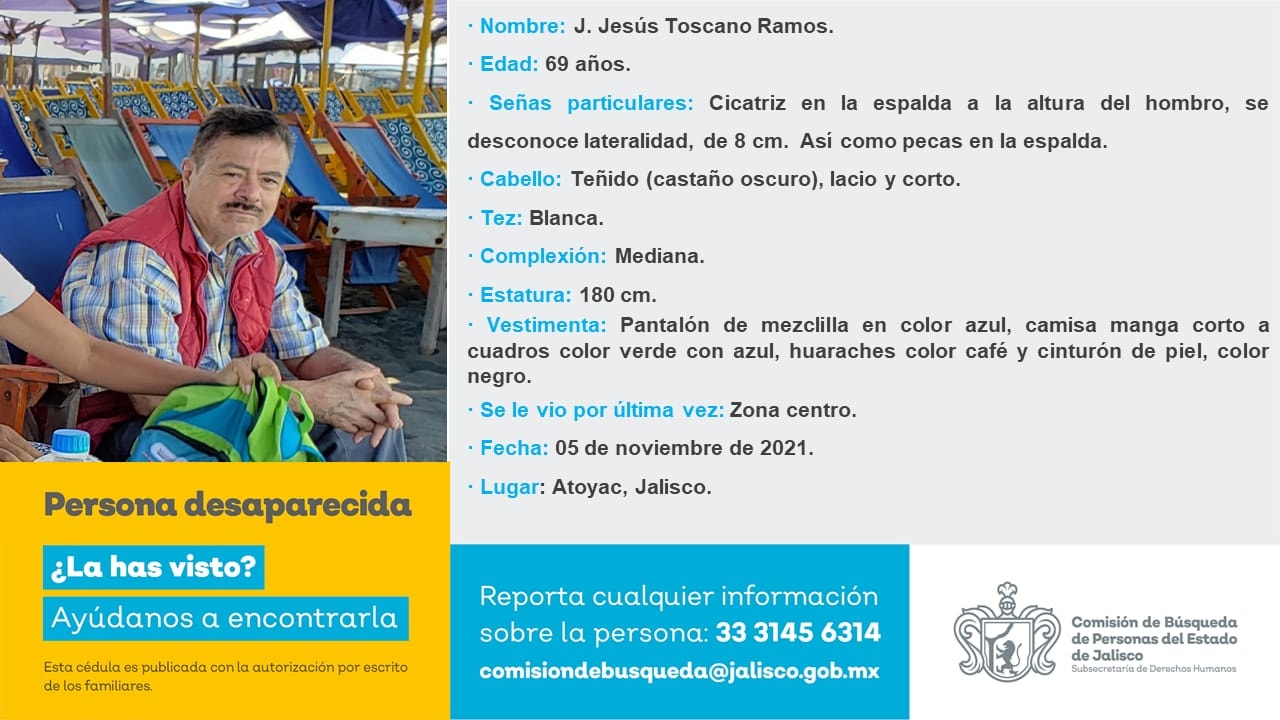 · Nombre: J. Jesús Toscano Ramos.
· Edad: 69 años.
· Señas particulares: Cicatriz en la espalda a la altura del hombro, se
desconoce lateralidad, de 8 cm. Así como pecas en la espalda.
· Cabello: Teñido (castaño oscuro), lacio y corto.
· Tez: Blanca.
· Complexión: Mediana.
· Estatura: 180 cm.
· Vestimenta: Pantalón de mezclilla en color azul, camisa manga corto a
cuadros color verde con azul, huaraches color café y cinturón de piel, color
negro.
· Se le vio por última vez: Zona centro.
· Fecha: 05 de noviembre de 2021.
· Lugar: Atoyac, Jalisco.
Persona desaparecida
¿La has visto?
Ayúdanos a encontrarla
Esta cédula es publicada con la autorización por escrito
de los familiares.
Reporta cualquier información
sobre la persona: 33 3145 6314
comisiondebusqueda@jalisco.gob.mx
Comisión de Búsqueda
de Personas del Estado
de Jalisco
Subsecretaría de Derechos Humanos